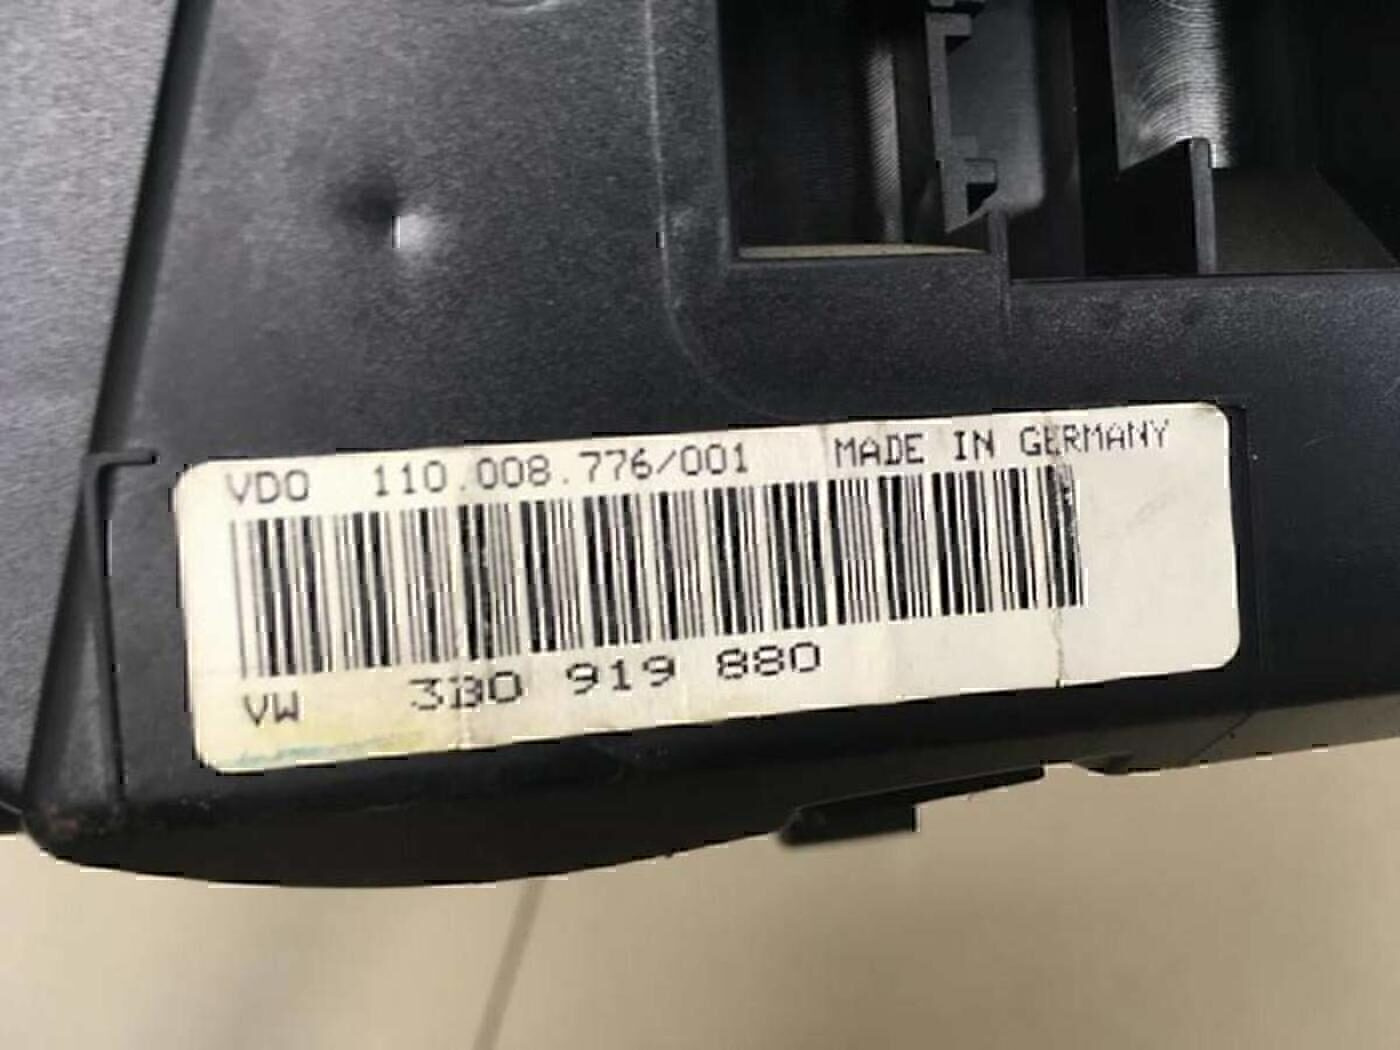 VDO 110.008.776/001 MADE IN GERMANY
VW 3B0 919 880